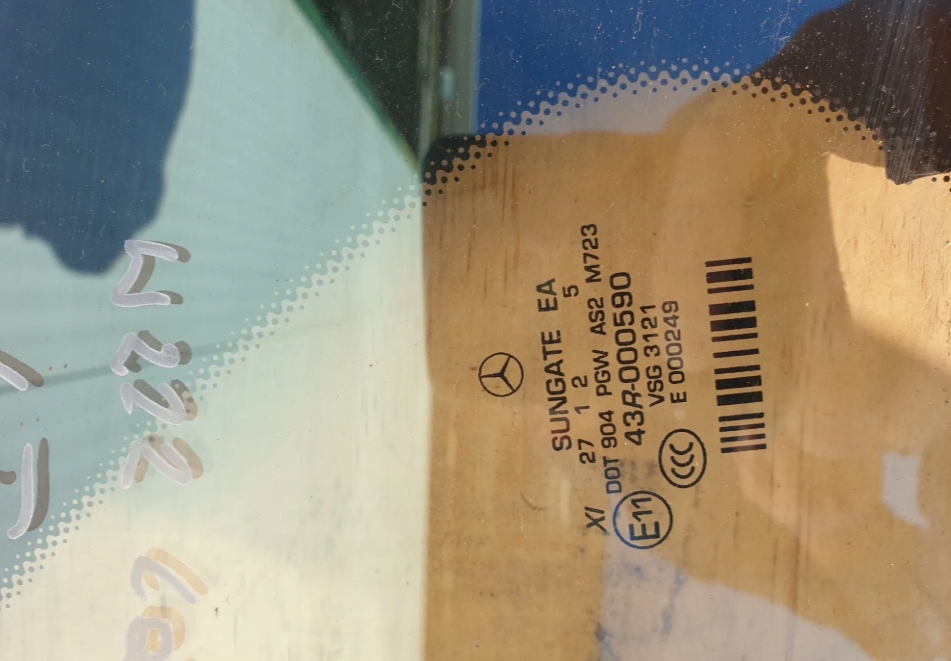 SUNGATE EA
27 1 2 5
XI DOT 904 PGW AS2 M723
E11 43R-000590
VSG 3121
CCC E 000249
W222